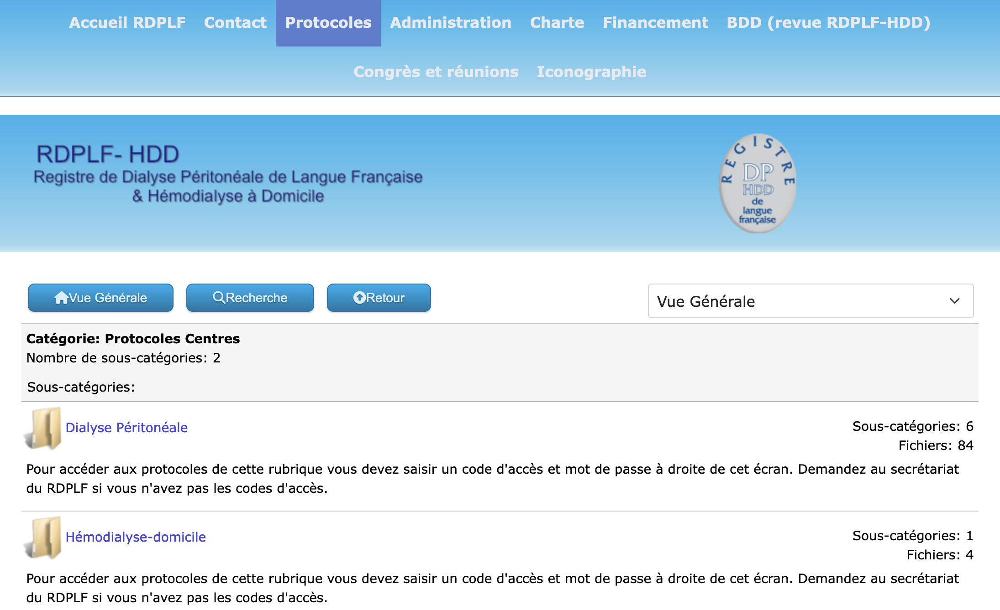 Accueil RDPLF Contact Protocoles Administration Charte Financement BDD (revue RDPLF-HDD)
Congrès et réunions Iconographie
RDPLF- HDD
Registre de Dialyse Péritonéale de Langue Française
& Hémodialyse à Domicile
REGISTRE
DP
HDD
de
langue
française
Vue Générale Recherche Retour Vue Générale
Catégorie: Protocoles Centres
Nombre de sous-catégories: 2
Sous-catégories:
Dialyse Péritonéale
Sous-catégories: 6
Fichiers: 84
Pour accéder aux protocoles de cette rubrique vous devez saisir un code d'accès et mot de passe à droite de cet écran. Demandez au secrétariat
du RDPLF si vous n'avez pas les codes d'accès.
Hémodialyse-domicile
Sous-catégories: 1
Fichiers: 4
Pour accéder aux protocoles de cette rubrique vous devez saisir un code d'accès et mot de passe à droite de cet écran. Demandez au secrétariat
du RDPLF si vous n'avez pas les codes d'accès.